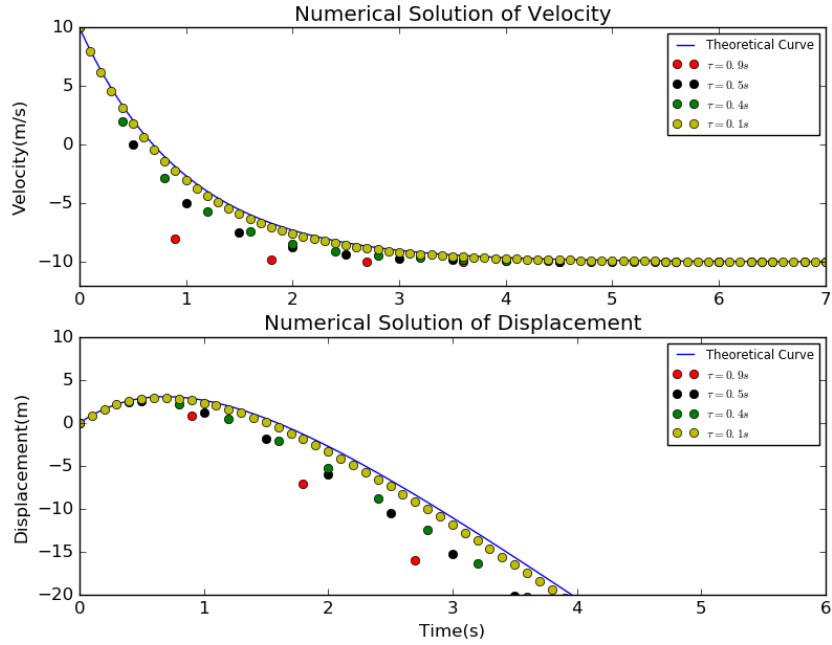 Numerical Solution of Velocity
10
5
0
−5
−10
Velocity(m/s)
Theoretical Curve
τ = 0.9s
τ = 0.5s
τ = 0.4s
τ = 0.1s
0 1 2 3 4 5 6 7
Numerical Solution of Displacement
10
5
0
−5
−10
−15
−20
Displacement(m)
Theoretical Curve
τ = 0.9s
τ = 0.5s
τ = 0.4s
τ = 0.1s
0 1 2 3 4 5 6
Time(s)